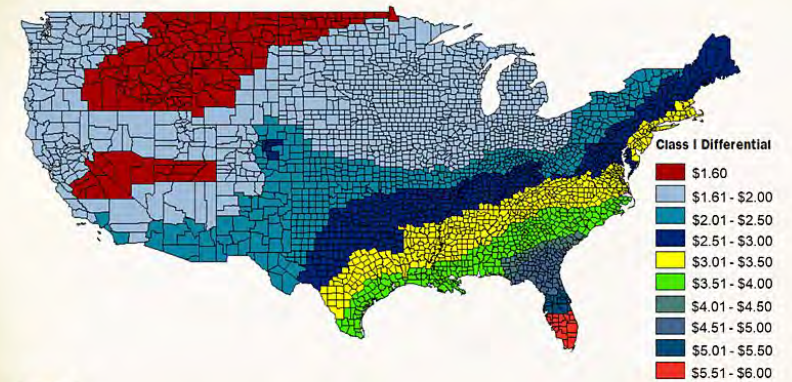 Class I Differential
$1.60
$1.61 - $2.00
$2.01 - $2.50
$2.51 - $3.00
$3.01 - $3.50
$3.51 - $4.00
$4.01 - $4.50
$4.51 - $5.00
$5.01 - $5.50
$5.51 - $6.00